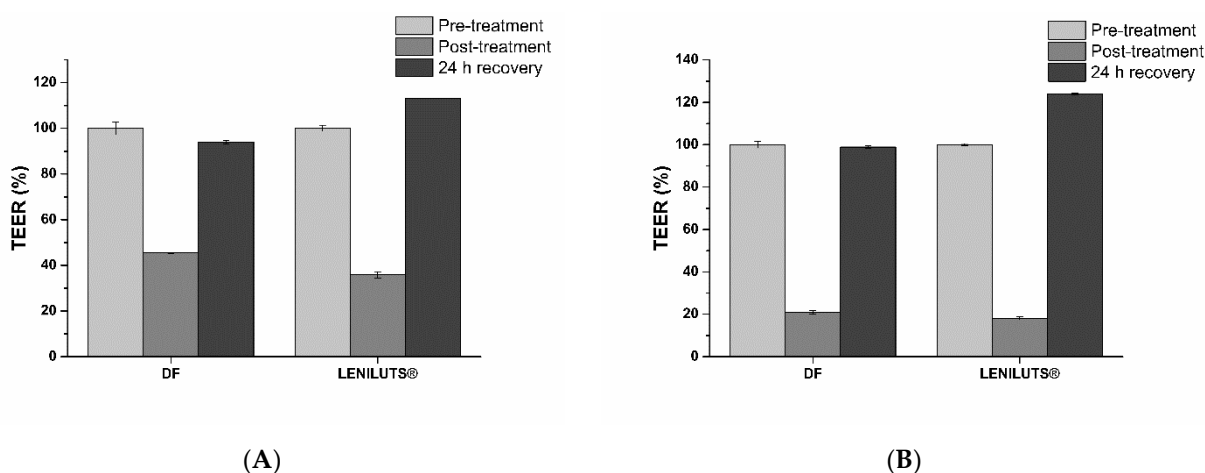 Pre-treatment
Post-treatment
24 h recovery
TEER (%)
120
100
80
60
40
20
0
DF
LENILUTS®
(A)
Pre-treatment
Post-treatment
24 h recovery
TEER (%)
140
120
100
80
60
40
20
0
DF
LENILUTS®
(B)